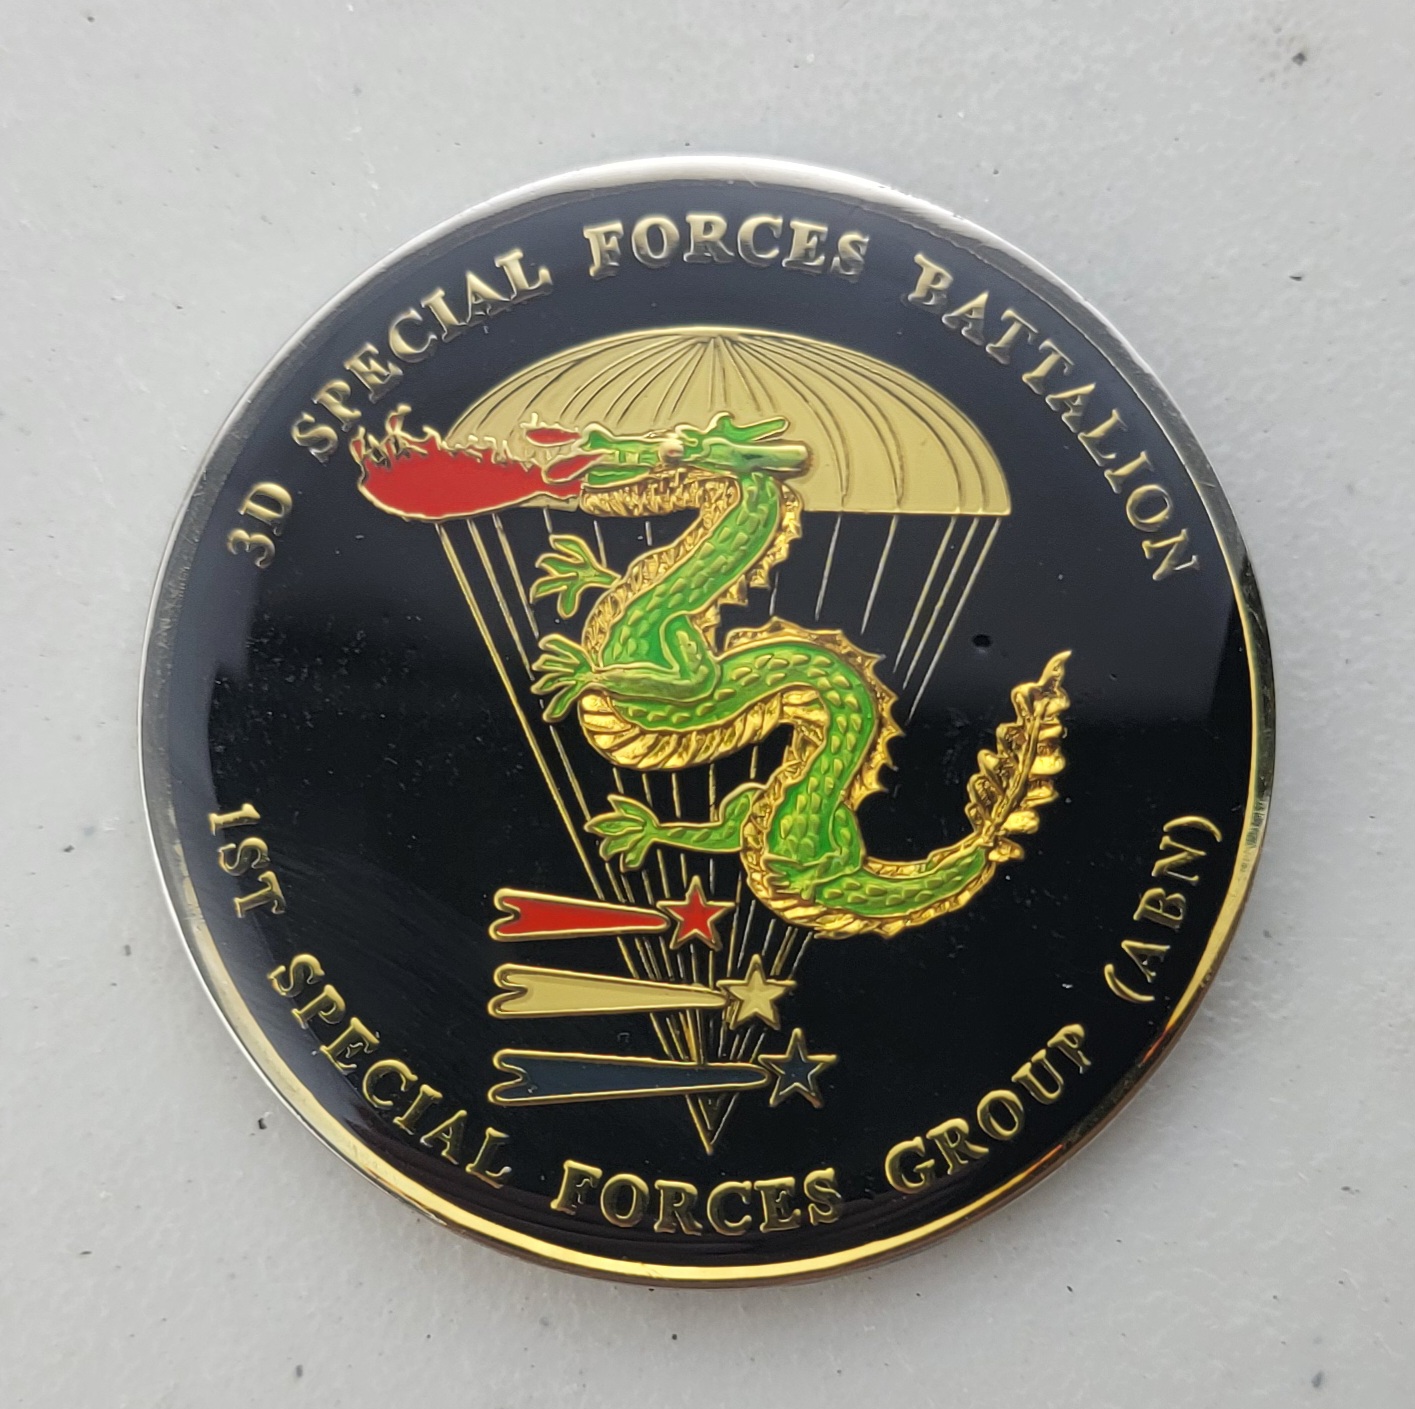 3D SPECIAL FORCES BATTALION
1ST SPECIAL FORCES GROUP (ABN)